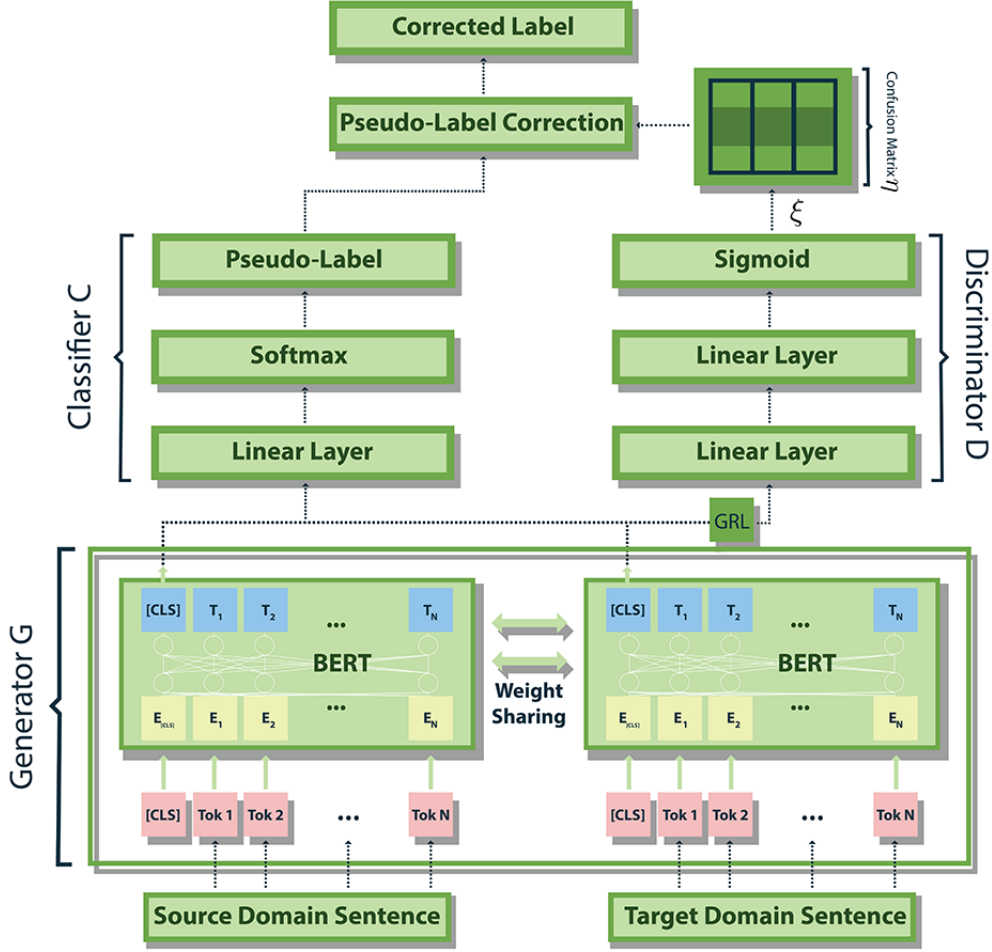 Corrected Label
Pseudo-Label Correction
Confusion Matrix η
ξ
Classifier C
Pseudo-Label
Softmax
Linear Layer
Sigmoid
Linear Layer
Linear Layer
Discriminator D
GRL
Generator G
[CLS] T1 T2 ... TN
BERT
...
E[CLS] E1 E2 EN
[CLS] Tok 1 Tok 2 ... Tok N
Weight
Sharing
[CLS] T1 T2 ... TN
BERT
...
E[CLS] E1 E2 EN
[CLS] Tok 1 Tok 2 ... Tok N
Source Domain Sentence
Target Domain Sentence